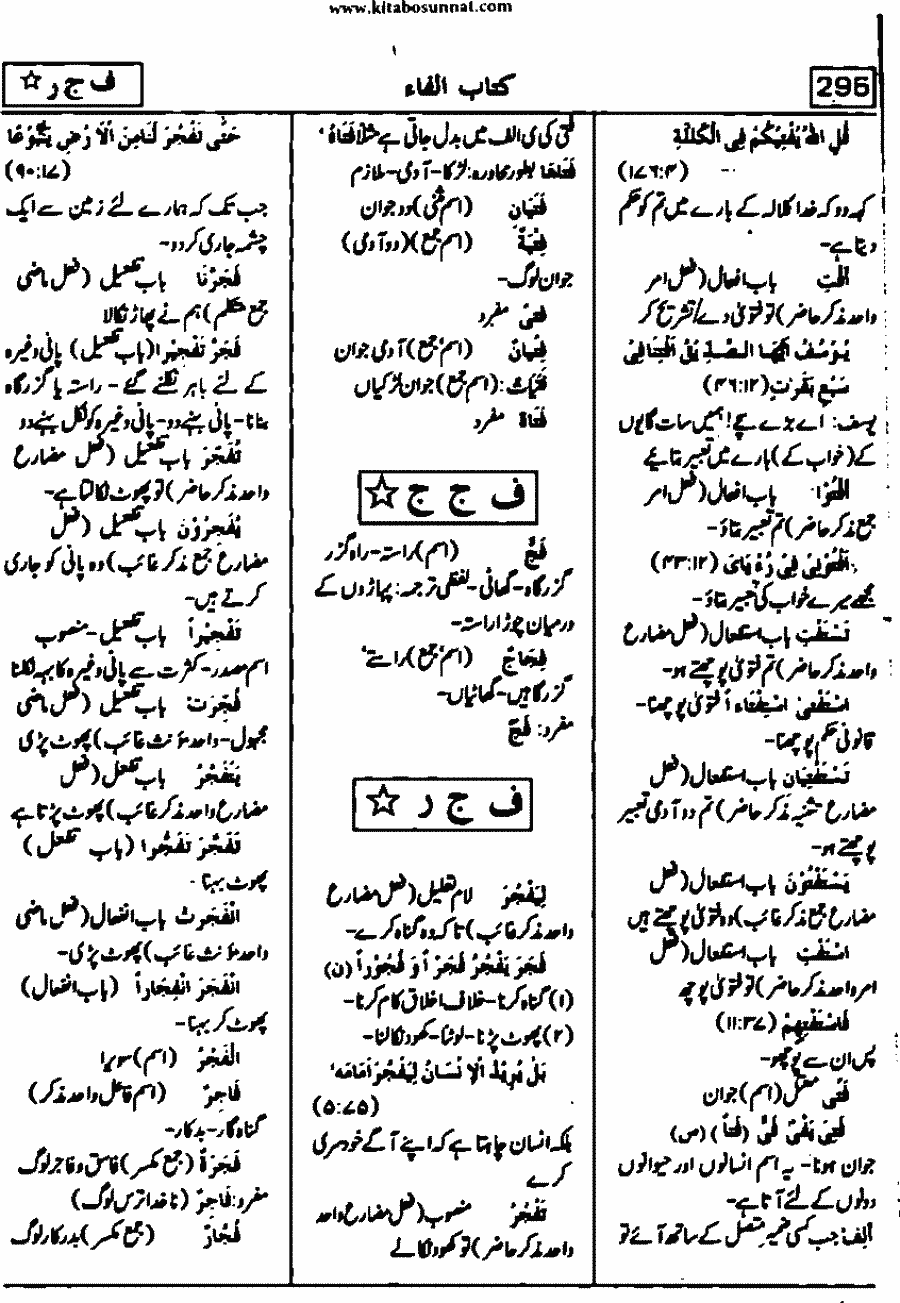 www.kitabosunnat.com
296
کتاب الفاء
ف ج ر ☆
قُلِ اللّٰهُ يُفْتِيْكُمْ فِى الْكَلٰلَةِ
(۱۷۶:۴)
کہہ دو کہ خدا کلالہ کے بارے میں تم کو حکم
دیتا ہے۔
اَفْتِ باب افعال (فعل امر
واحد مذکر حاضر) تو فتویٰ دے/تشریح کر
يُوْسُفُ اَيُّهَا الصِّدِّيْقُ اَفْتِنَا فِىْ
سَبْعِ بَقَرٰتٍ (۴۶:۱۲)
یوسف: اے بڑے سچے! ہمیں سات گایوں
کے (خواب کے) بارے میں تعبیر بتایئے
اَفْتُوْا باب افعال (فعل امر
جمع مذکر حاضر) تم تعبیر بتاؤ۔
اَفْتُوْنِىْ فِىْ رُءْيَاىَ (۴۳:۱۲)
مجھے میرے خواب کی تعبیر بتاؤ۔
تَسْتَفْتِ باب استفعال (فعل مضارع
واحد مذکر حاضر) تم فتویٰ پوچھتے ہو۔
اِسْتَفْتٰى اِسْتِفْتَاءً فتویٰ پوچھنا۔
قانونی حکم پوچھنا۔
تَسْتَفْتِيَانِ باب استفعال (فعل
مضارع تثنیہ مذکر حاضر) تم دو آدمی تعبیر
پوچھتے ہو۔
يَسْتَفْتُوْنَ باب استفعال (فعل
مضارع جمع مذکر غائب) وہ فتویٰ پوچھتے ہیں
اِسْتَفْتِ باب استفعال (فعل
امر واحد مذکر حاضر) تو فتویٰ پوچھ
فَاسْتَفْتِهِمْ (۱۱:۳۷)
پس ان سے پوچھو۔
فَتًى معتل (اسم) جوان
فَتِىَ يَفْتٰى فَتًى (فَتاً) (س)
جوان ہونا۔ یہ اسم انسانوں اور حیوانوں
دونوں کے لئے آتا ہے۔
الف: جب کسی ضمیر متصل کے ساتھ آئے تو
فتیٰ کی ی الف میں بدل جاتی ہے مثلاً فَتَاهُ،
فَتٰهَا بطور محاورہ: لڑکا۔ آدمی۔ ملازم
فَتَيَانِ (اسم تثنیٰ) دو جوان
فِتْيَةٌ (اسم جمع) (دو آدمی)
جوان لوگ۔
فَتًى مفرد
فِتْيَانٌ (اسم جمع) آدمی جوان
فَتَيٰتٌ: (اسم جمع) جوان لڑکیاں
فَتَاةٌ مفرد
ف ج ج ☆
فَجٌّ (اسم) راستہ۔ راہ گزر
گزرگاہ۔ گھاٹی۔ لفظی ترجمہ: پہاڑوں کے
درمیان چوڑا راستہ۔
فِجَاجٌ (اسم جمع) راستے،
گزرگاہیں۔ گھاٹیاں۔
مفرد: فَجٌّ
ف ج ر ☆
لِيَفْجُرَ لام تعلیل (فعل مضارع
واحد مذکر غائب) تاکہ وہ گناہ کرے۔
فَجَرَ يَفْجُرُ فَجْرًا وَ فُجُوْراً (ن)
(۱) گناہ کرنا۔ خلاف اخلاق کام کرنا۔
(۲) پھوٹ پڑنا۔ لوٹنا۔ کھود نکالنا۔
بَلْ يُرِيْدُ الْاِنْسَانُ لِيَفْجُرَ اَمَامَهٗ
(۵:۷۵)
بلکہ انسان چاہتا ہے کہ اپنے آگے خودسری
کرے
تَفْجُرَ منصوب (فعل مضارع واحد
واحد مذکر حاضر) تو کھود نکالے
حَتّٰى تَفْجُرَ لَنَا مِنَ الْاَرْضِ يَنْۢبُوْعًا
(۹۰:۱۷)
جب تک کہ ہمارے لئے زمین سے ایک
چشمہ جاری کردو۔
فَجَّرْنَا باب تفعیل (فعل ماضی
جمع متکلم) ہم نے پھاڑ نکالا
فَجَّرَ تَفْجِيْرا (باب تفعیل) پانی وغیرہ
کے لئے باہر نکلنے کے۔ راستہ یا گزرگاہ
بنانا۔ پانی بہنے دو۔ پانی وغیرہ کو نکل بہنے دو
تُفَجِّرَ باب تفعیل (فعل مضارع
واحد مذکر حاضر) تو پھوٹ نکالتا ہے۔
يُفَجِّرُوْنَ باب تفعیل (فعل
مضارع جمع مذکر غائب) وہ پانی کو جاری
کرتے ہیں۔
تَفْجِيْراً باب تفعیل۔ منصوب
اسم مصدر۔ کثرت سے پانی وغیرہ کا بہہ نکلنا
فُجِّرَتْ باب تفعیل (فعل ماضی
مجہول۔ واحد مؤنث غائب) پھوٹ پڑی
يَتَفَجَّرُ باب تفعل (فعل
مضارع واحد مذکر غائب) پھوٹ پڑتا ہے
تَفَجَّرَ تَفَجُّرا (باب تفعل)
پھوٹ بہنا۔
اِنْفَجَرَتْ باب انفعال (فعل ماضی
واحد مؤنث غائب) پھوٹ پڑی۔
اِنْفَجَرَ اِنْفِجَاراً (باب انفعال)
پھوٹ کر بہنا۔
اَلْفَجْرُ (اسم) سویرا
فَاجِرٌ (اسم فاعل واحد مذکر)
گناہ گار۔ بدکار۔
فَجَرَةٌ (جمع مکسر) فاسق و فاجر لوگ
مفرد: فَاجِرٌ (ناخدا ترس لوگ)
فُجَّارٌ (جمع مکسر) بدرکار لوگ